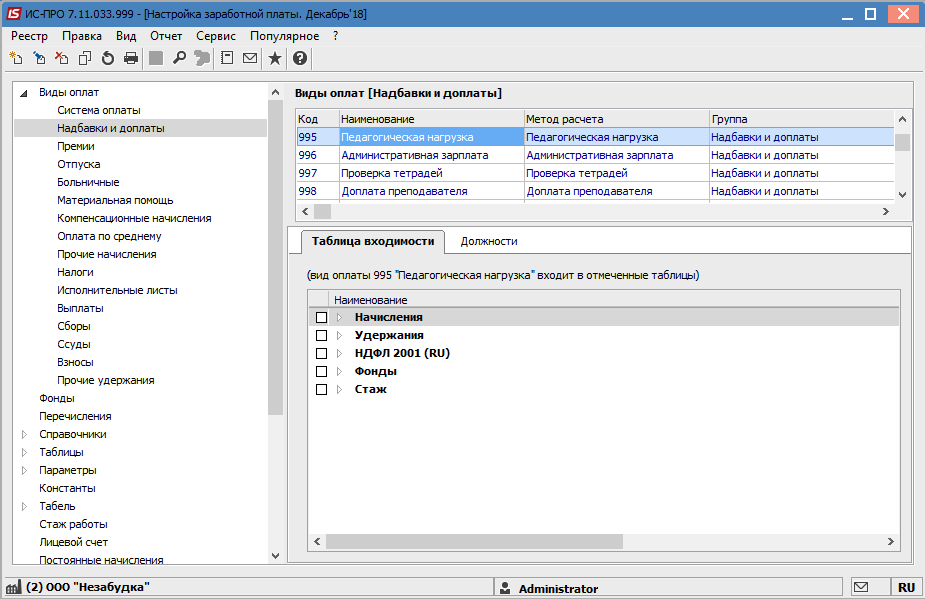 IS ИС-ПРО 7.11.033.999 - [Настройка заработной платы. Декабрь'18]
Реестр Правка Вид Отчет Сервис Популярное ?
Виды оплат
Система оплаты
Надбавки и доплаты
Премии
Отпуска
Больничные
Материальная помощь
Компенсационные начисления
Оплата по среднему
Прочие начисления
Налоги
Исполнительные листы
Выплаты
Сборы
Ссуды
Взносы
Прочие удержания
Фонды
Перечисления
Справочники
Таблицы
Параметры
Константы
Табель
Стаж работы
Лицевой счет
Постоянные начисления
Виды оплат [Надбавки и доплаты]
Код Наименование Метод расчета Группа
995 Педагогическая нагрузка Педагогическая нагрузка Надбавки и доплаты
996 Административная зарплата Административная зарплата Надбавки и доплаты
997 Проверка тетрадей Проверка тетрадей Надбавки и доплаты
998 Доплата преподавателя Доплата преподавателя Надбавки и доплаты
Таблица входимости Должности
(вид оплаты 995 "Педагогическая нагрузка" входит в отмеченные таблицы)
Наименование
Начисления
Удержания
НДФЛ 2001 (RU)
Фонды
Стаж
(2) ООО "Незабудка" Administrator RU